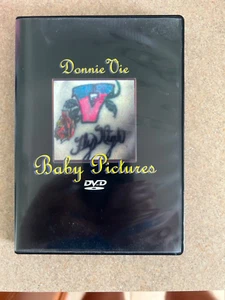 Donnie Vie
V
Baby Pictures
DVD